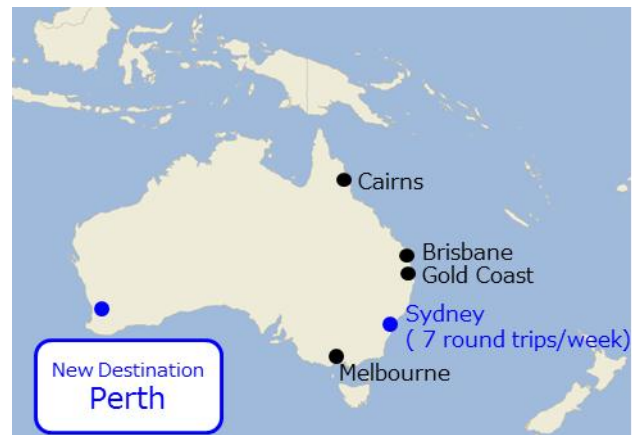 Cairns
Brisbane
Gold Coast
Sydney
( 7 round trips/week)
Melbourne
New Destination
Perth